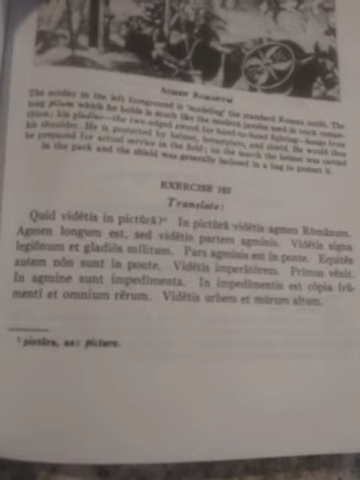 AGMEN ROMANUM
The soldier in the left foreground is "modeling" the standard Roman outfit. The
long pilum which he holds is much like the modern javelin used in track compe-
tition; his gladius—the two-edged sword for hand-to-hand fighting—hangs from
his shoulder. He is protected by helmet, breastplate, and shield. He would thus
be prepared for actual service in the field; on the march the helmet was carried
in the pack and the shield was generally incased in a bag to protect it.
EXERCISE 163
Translate:
Quid vidētis in pictūrā?¹ In pictūrā vidētis agmen Rōmānum.
Agmen longum est, sed vidētis partem agminis. Vidētis signa
legiōnum et gladiōs mīlitum. Pars agminis est in ponte. Equitēs
autem nōn sunt in ponte. Vidētis imperātōrem. Prīmus vēnit.
In agmine sunt impedīmenta. In impedīmentīs est cōpia frū-
mentī et omnium rērum. Vidētis urbem et mūrum altum.
¹ pictūra, ae: picture.